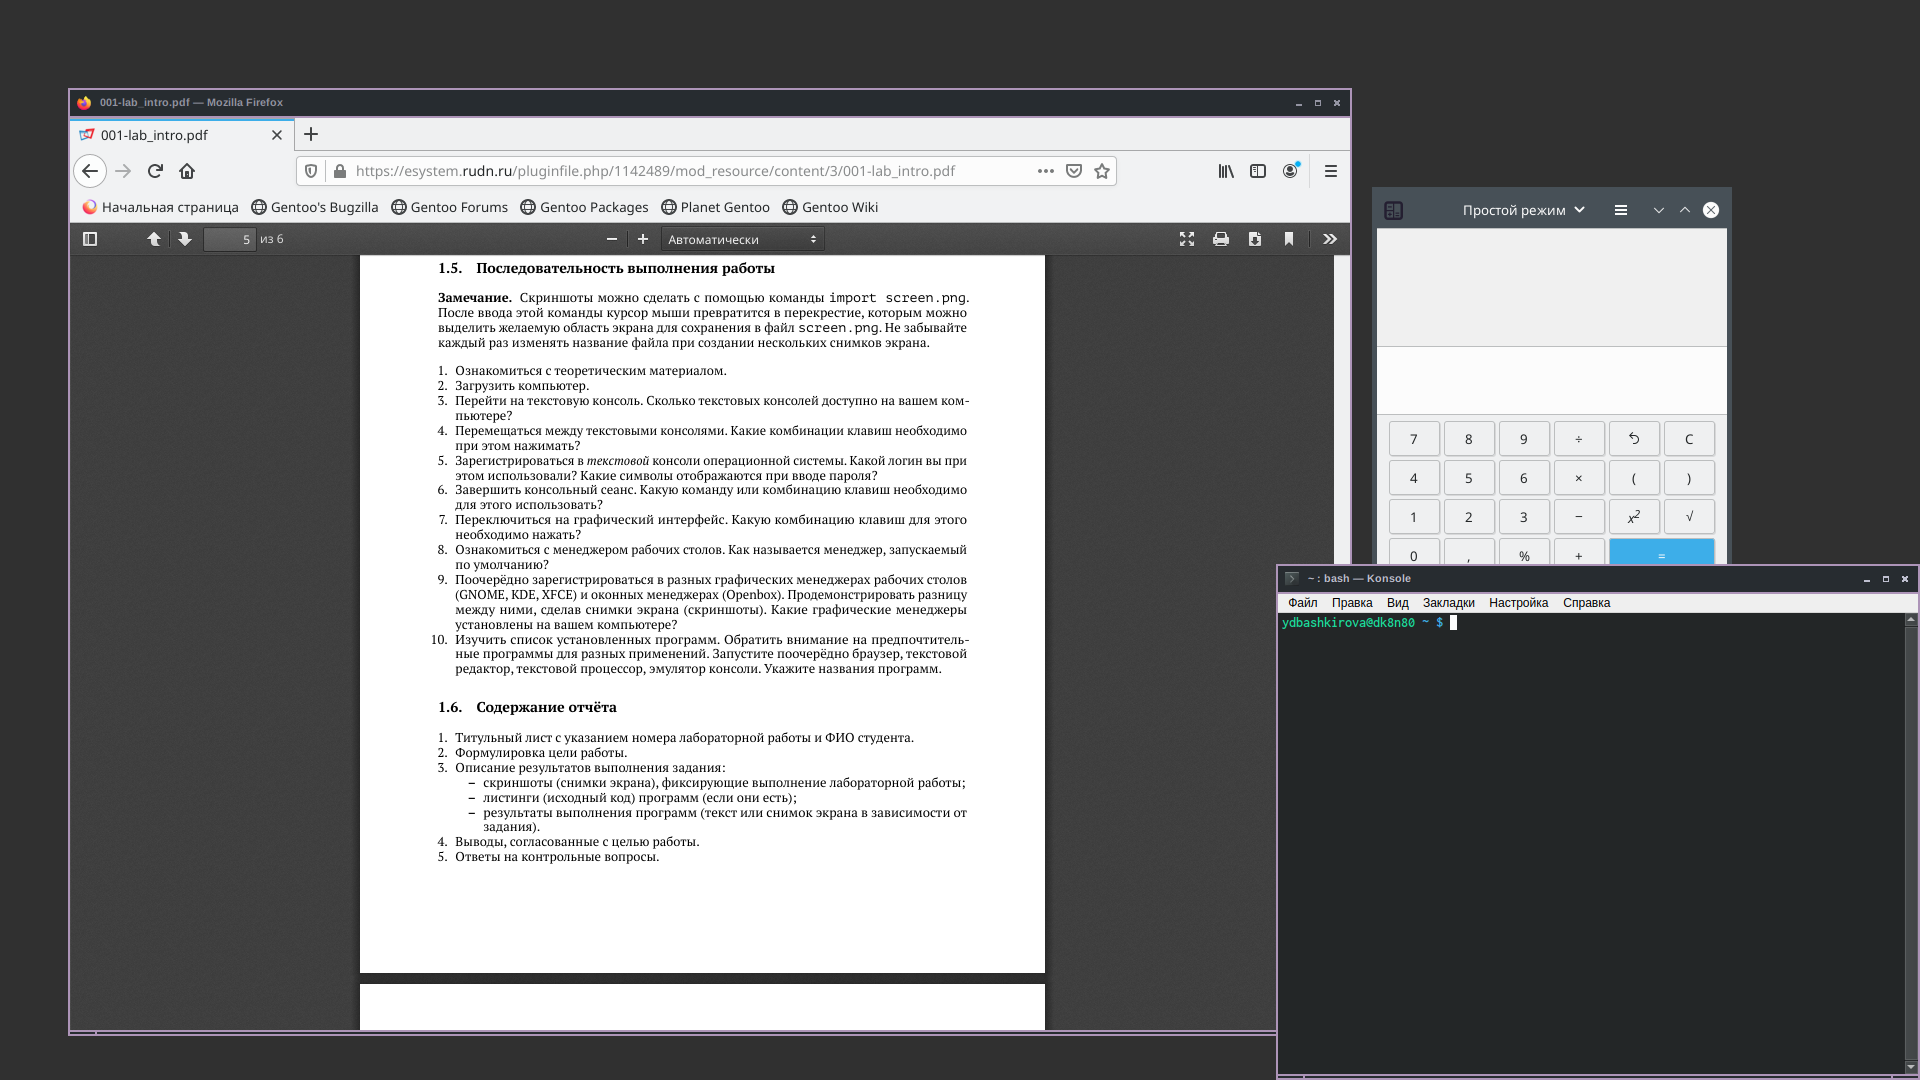 001-lab_intro.pdf — Mozilla Firefox
001-lab_intro.pdf
https://esystem.rudn.ru/pluginfile.php/1142489/mod_resource/content/3/001-lab_intro.pdf
Начальная страница Gentoo's Bugzilla Gentoo Forums Gentoo Packages Planet Gentoo Gentoo Wiki
5 из 6 Автоматически
1.5. Последовательность выполнения работы
Замечание. Скриншоты можно сделать с помощью команды import screen.png.
После ввода этой команды курсор мыши превратится в перекрестие, которым можно
выделить желаемую область экрана для сохранения в файл screen.png. Не забывайте
каждый раз изменять название файла при создании нескольких снимков экрана.
1. Ознакомиться с теоретическим материалом.
2. Загрузить компьютер.
3. Перейти на текстовую консоль. Сколько текстовых консолей доступно на вашем ком-
пьютере?
4. Перемещаться между текстовыми консолями. Какие комбинации клавиш необходимо
при этом нажимать?
5. Зарегистрироваться в текстовой консоли операционной системы. Какой логин вы при
этом использовали? Какие символы отображаются при вводе пароля?
6. Завершить консольный сеанс. Какую команду или комбинацию клавиш необходимо
для этого использовать?
7. Переключиться на графический интерфейс. Какую комбинацию клавиш для этого
необходимо нажать?
8. Ознакомиться с менеджером рабочих столов. Как называется менеджер, запускаемый
по умолчанию?
9. Поочерёдно зарегистрироваться в разных графических менеджерах рабочих столов
(GNOME, KDE, XFCE) и оконных менеджерах (Openbox). Продемонстрировать разницу
между ними, сделав снимки экрана (скриншоты). Какие графические менеджеры
установлены на вашем компьютере?
10. Изучить список установленных программ. Обратить внимание на предпочтитель-
ные программы для разных применений. Запустите поочерёдно браузер, текстовой
редактор, текстовой процессор, эмулятор консоли. Укажите названия программ.
1.6. Содержание отчёта
1. Титульный лист с указанием номера лабораторной работы и ФИО студента.
2. Формулировка цели работы.
3. Описание результатов выполнения задания:
– скриншоты (снимки экрана), фиксирующие выполнение лабораторной работы;
– листинги (исходный код) программ (если они есть);
– результаты выполнения программ (текст или снимок экрана в зависимости от
задания).
4. Выводы, согласованные с целью работы.
5. Ответы на контрольные вопросы.
Простой режим
7 8 9 ÷ C
4 5 6 × ( )
1 2 3 − x² √
0 , % + =
~ : bash — Konsole
Файл Правка Вид Закладки Настройка Справка
ydbashkirova@dk8n80 ~ $